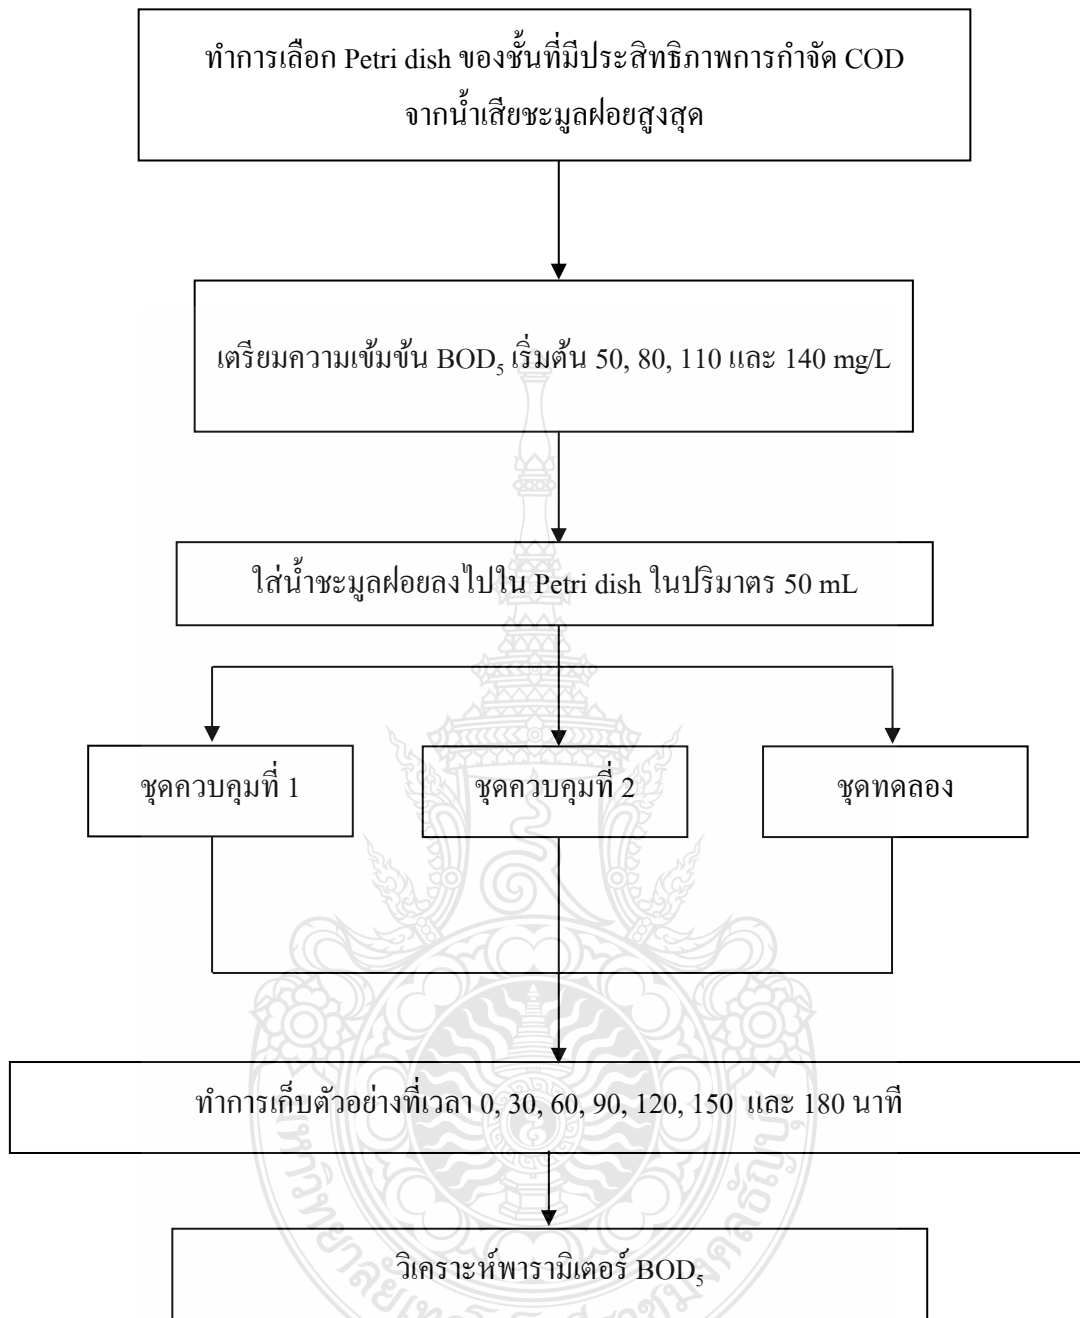 ทำการเลือก Petri dish ของชั้นที่มีประสิทธิภาพการกำจัด COD
จากน้ำเสียชะมูลฝอยสูงสุด
เตรียมความเข้มข้น BOD₅ เริ่มต้น 50, 80, 110 และ 140 mg/L
ใส่น้ำชะมูลฝอยลงไปใน Petri dish ในปริมาตร 50 mL
ชุดควบคุมที่ 1
ชุดควบคุมที่ 2
ชุดทดลอง
ทำการเก็บตัวอย่างที่เวลา 0, 30, 60, 90, 120, 150 และ 180 นาที
วิเคราะห์พารามิเตอร์ BOD₅